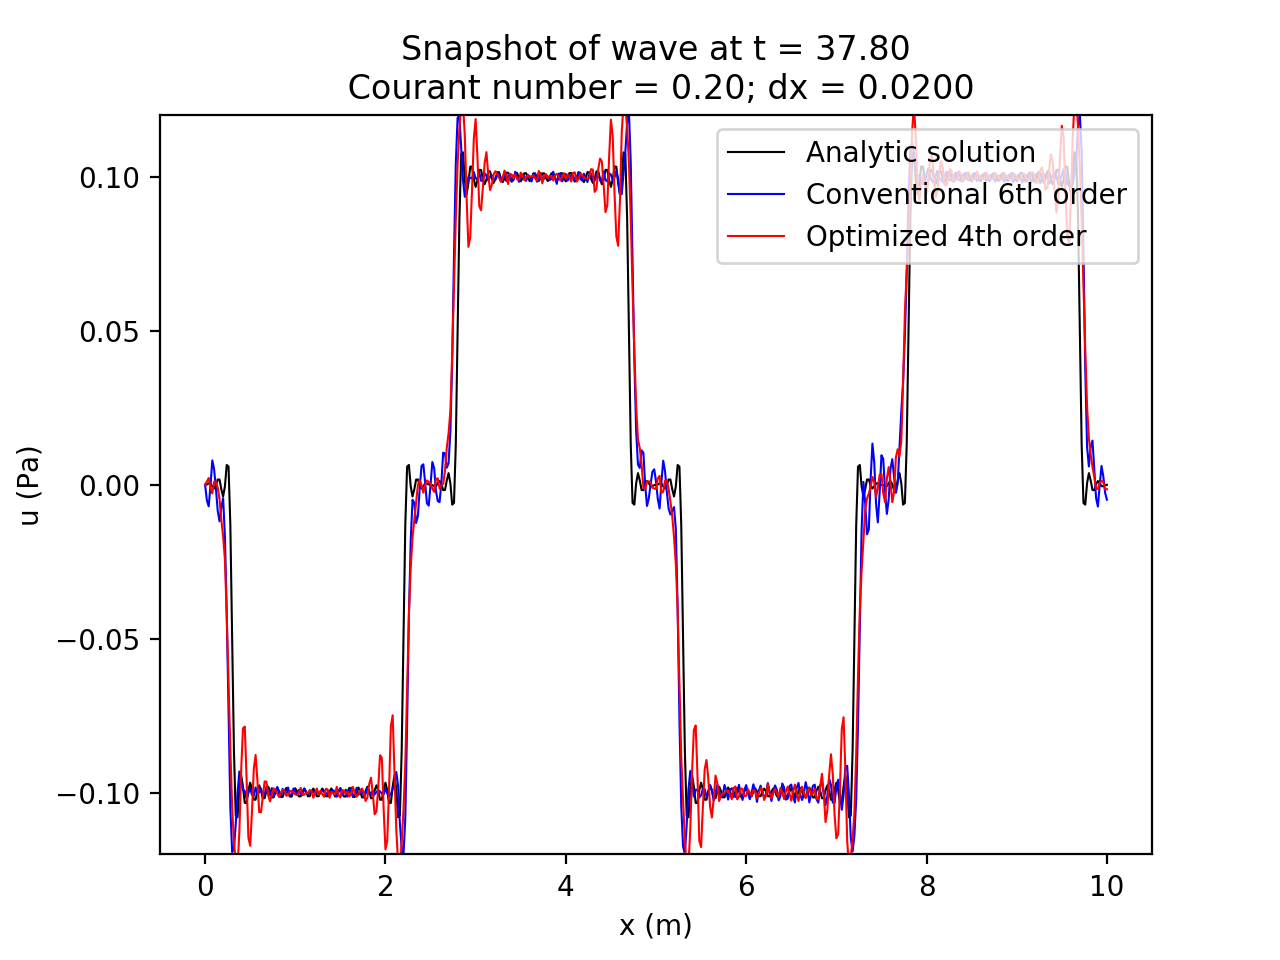 Snapshot of wave at t = 37.80
Courant number = 0.20; dx = 0.0200
Analytic solution
Conventional 6th order
Optimized 4th order
0.10
0.05
0.00
−0.05
−0.10
u (Pa)
0 2 4 6 8 10
x (m)